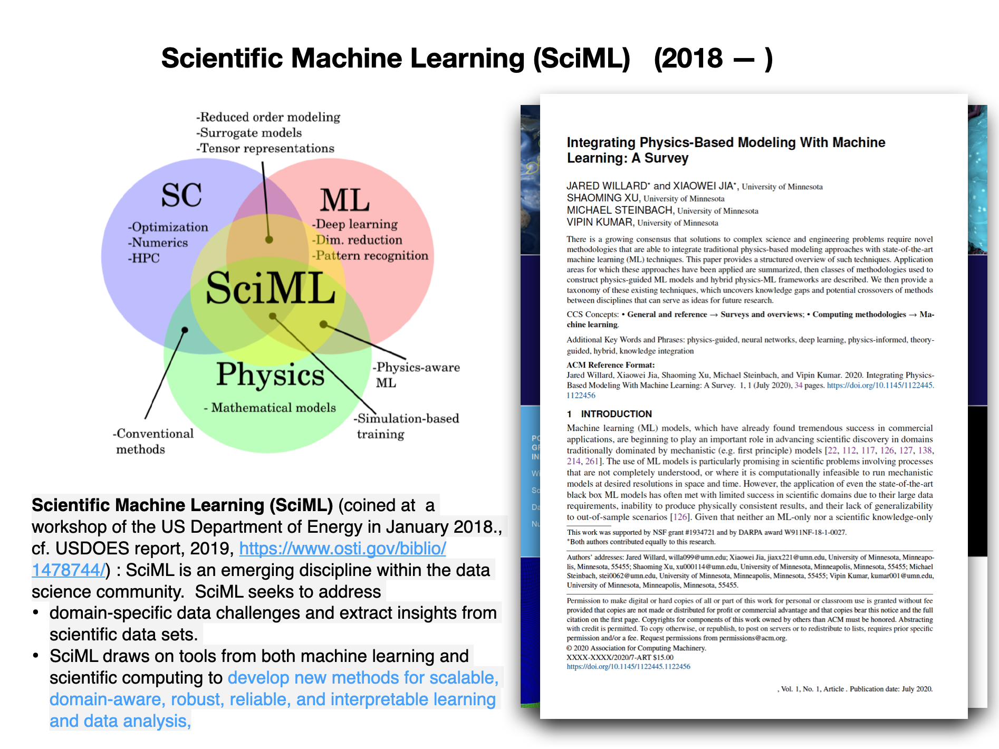 Scientific Machine Learning (SciML) (2018 — )
-Reduced order modeling
-Surrogate models
-Tensor representations
SC
-Optimization
-Numerics
-HPC
ML
-Deep learning
-Dim. reduction
-Pattern recognition
SciML
Physics
- Mathematical models
-Physics-aware
ML
-Simulation-based
training
-Conventional
methods
Scientific Machine Learning (SciML) (coined at a
workshop of the US Department of Energy in January 2018.,
cf. USDOES report, 2019, https://www.osti.gov/biblio/
1478744/) : SciML is an emerging discipline within the data
science community. SciML seeks to address
• domain-specific data challenges and extract insights from
scientific data sets.
• SciML draws on tools from both machine learning and
scientific computing to develop new methods for scalable,
domain-aware, robust, reliable, and interpretable learning
and data analysis,
Integrating Physics-Based Modeling With Machine
Learning: A Survey
JARED WILLARD* and XIAOWEI JIA*, University of Minnesota
SHAOMING XU, University of Minnesota
MICHAEL STEINBACH, University of Minnesota
VIPIN KUMAR, University of Minnesota
There is a growing consensus that solutions to complex science and engineering problems require novel
methodologies that are able to integrate traditional physics-based modeling approaches with state-of-the-art
machine learning (ML) techniques. This paper provides a structured overview of such techniques. Application
areas for which these approaches have been applied are summarized, then classes of methodologies used to
construct physics-guided ML models and hybrid physics-ML frameworks are described. We then provide a
taxonomy of these existing techniques, which uncovers knowledge gaps and potential crossovers of methods
between disciplines that can serve as ideas for future research.
CCS Concepts: • General and reference → Surveys and overviews; • Computing methodologies → Ma-
chine learning.
Additional Key Words and Phrases: physics-guided, neural networks, deep learning, physics-informed, theory-
guided, hybrid, knowledge integration
ACM Reference Format:
Jared Willard, Xiaowei Jia, Shaoming Xu, Michael Steinbach, and Vipin Kumar. 2020. Integrating Physics-
Based Modeling With Machine Learning: A Survey. 1, 1 (July 2020), 34 pages. https://doi.org/10.1145/1122445.
1122456
1 INTRODUCTION
Machine learning (ML) models, which have already found tremendous success in commercial
applications, are beginning to play an important role in advancing scientific discovery in domains
traditionally dominated by mechanistic (e.g. first principle) models [22, 112, 117, 126, 127, 138,
214, 261]. The use of ML models is particularly promising in scientific problems involving processes
that are not completely understood, or where it is computationally infeasible to run mechanistic
models at desired resolutions in space and time. However, the application of even the state-of-the-art
black box ML models has often met with limited success in scientific domains due to their large data
requirements, inability to produce physically consistent results, and their lack of generalizability
to out-of-sample scenarios [126]. Given that neither an ML-only nor a scientific knowledge-only
This work was supported by NSF grant #1934721 and by DARPA award W911NF-18-1-0027.
*Both authors contributed equally to this research.
Authors' addresses: Jared Willard, willa099@umn.edu; Xiaowei Jia, jiaxx221@umn.edu, University of Minnesota, Minneapo-
lis, Minnesota, 55455; Shaoming Xu, xu000114@umn.edu, University of Minnesota, Minneapolis, Minnesota, 55455; Michael
Steinbach, stei0062@umn.edu, University of Minnesota, Minneapolis, Minnesota, 55455; Vipin Kumar, kumar001@umn.edu,
University of Minnesota, Minneapolis, Minnesota, 55455.
Permission to make digital or hard copies of all or part of this work for personal or classroom use is granted without fee
provided that copies are not made or distributed for profit or commercial advantage and that copies bear this notice and the full
citation on the first page. Copyrights for components of this work owned by others than ACM must be honored. Abstracting
with credit is permitted. To copy otherwise, or republish, to post on servers or to redistribute to lists, requires prior specific
permission and/or a fee. Request permissions from permissions@acm.org.
© 2020 Association for Computing Machinery.
XXXX-XXXX/2020/7-ART $15.00
https://doi.org/10.1145/1122445.1122456
, Vol. 1, No. 1, Article . Publication date: July 2020.